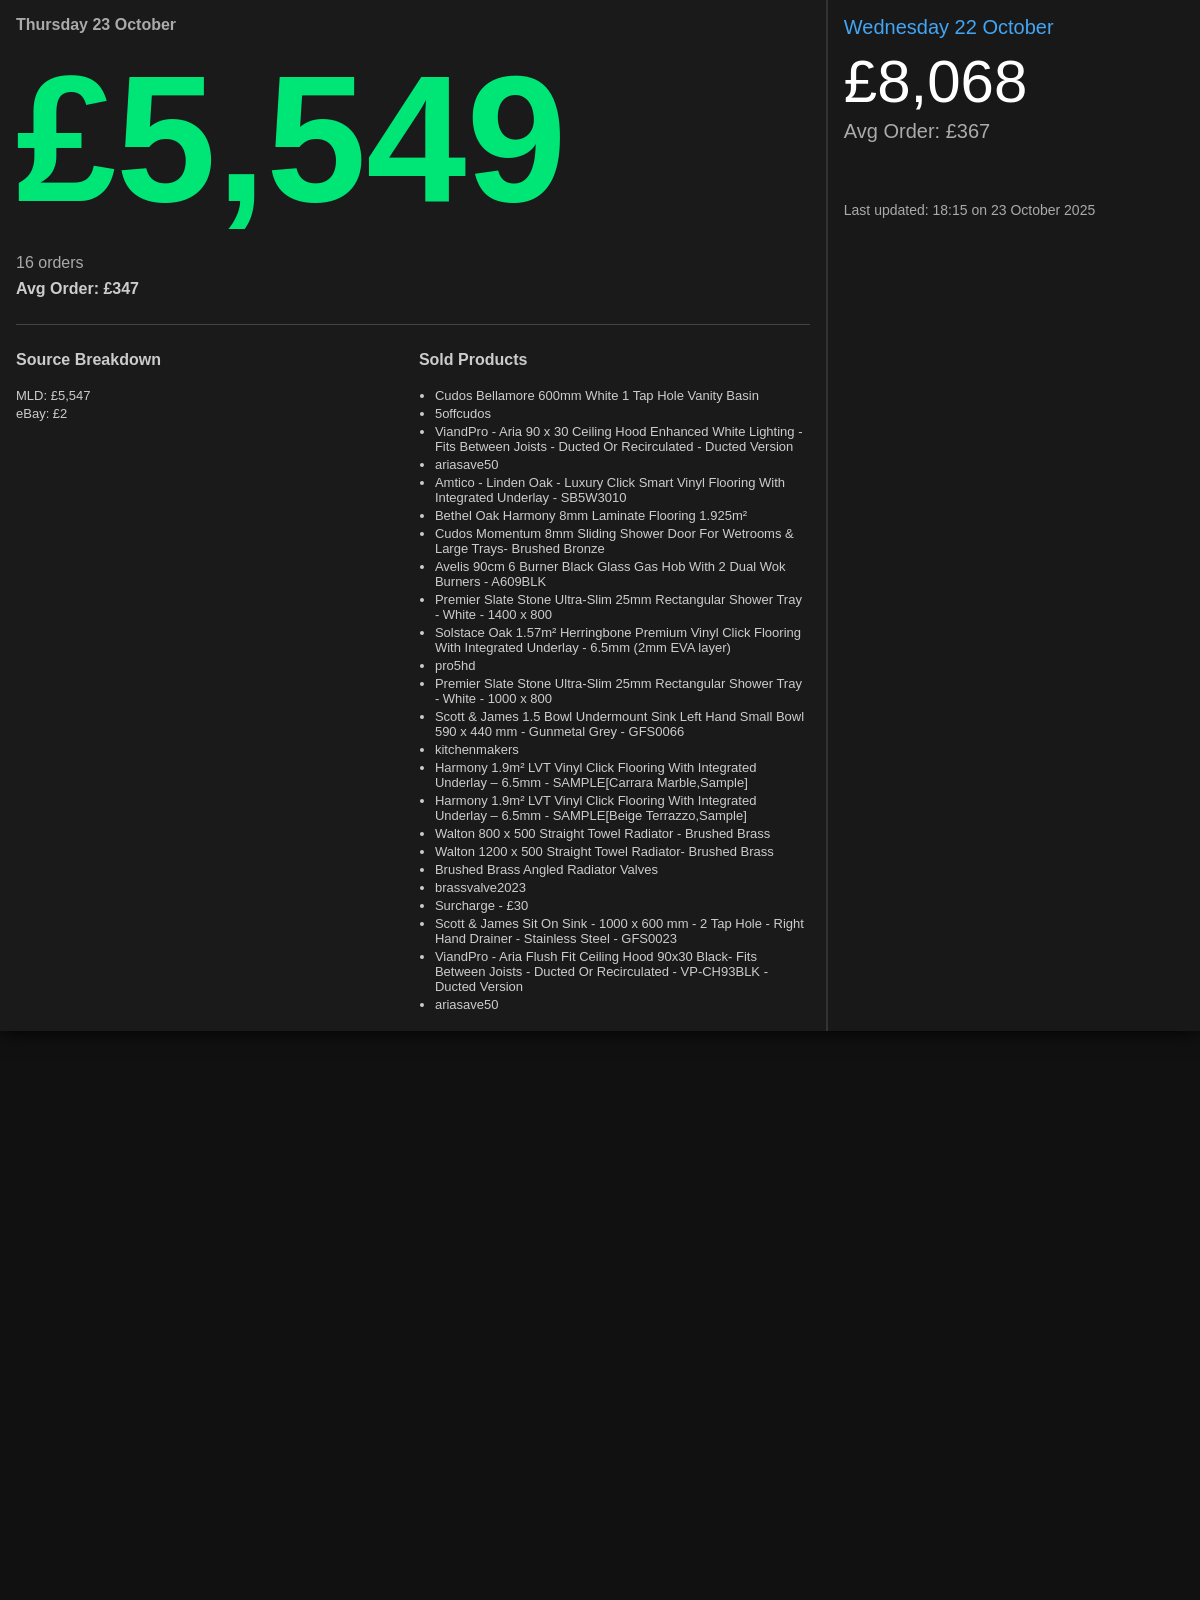 Thursday 23 October
£5,549
16 orders
Avg Order: £347
Source Breakdown
MLD: £5,547
eBay: £2
Sold Products
• Cudos Bellamore 600mm White 1 Tap Hole Vanity Basin
• 5offcudos
• ViandPro - Aria 90 x 30 Ceiling Hood Enhanced White Lighting -
Fits Between Joists - Ducted Or Recirculated - Ducted Version
• ariasave50
• Amtico - Linden Oak - Luxury Click Smart Vinyl Flooring With
Integrated Underlay - SB5W3010
• Bethel Oak Harmony 8mm Laminate Flooring 1.925m²
• Cudos Momentum 8mm Sliding Shower Door For Wetrooms &
Large Trays- Brushed Bronze
• Avelis 90cm 6 Burner Black Glass Gas Hob With 2 Dual Wok
Burners - A609BLK
• Premier Slate Stone Ultra-Slim 25mm Rectangular Shower Tray
- White - 1400 x 800
• Solstace Oak 1.57m² Herringbone Premium Vinyl Click Flooring
With Integrated Underlay - 6.5mm (2mm EVA layer)
• pro5hd
• Premier Slate Stone Ultra-Slim 25mm Rectangular Shower Tray
- White - 1000 x 800
• Scott & James 1.5 Bowl Undermount Sink Left Hand Small Bowl
590 x 440 mm - Gunmetal Grey - GFS0066
• kitchenmakers
• Harmony 1.9m² LVT Vinyl Click Flooring With Integrated
Underlay – 6.5mm - SAMPLE[Carrara Marble,Sample]
• Harmony 1.9m² LVT Vinyl Click Flooring With Integrated
Underlay – 6.5mm - SAMPLE[Beige Terrazzo,Sample]
• Walton 800 x 500 Straight Towel Radiator - Brushed Brass
• Walton 1200 x 500 Straight Towel Radiator- Brushed Brass
• Brushed Brass Angled Radiator Valves
• brassvalve2023
• Surcharge - £30
• Scott & James Sit On Sink - 1000 x 600 mm - 2 Tap Hole - Right
Hand Drainer - Stainless Steel - GFS0023
• ViandPro - Aria Flush Fit Ceiling Hood 90x30 Black- Fits
Between Joists - Ducted Or Recirculated - VP-CH93BLK -
Ducted Version
• ariasave50
Wednesday 22 October
£8,068
Avg Order: £367
Last updated: 18:15 on 23 October 2025